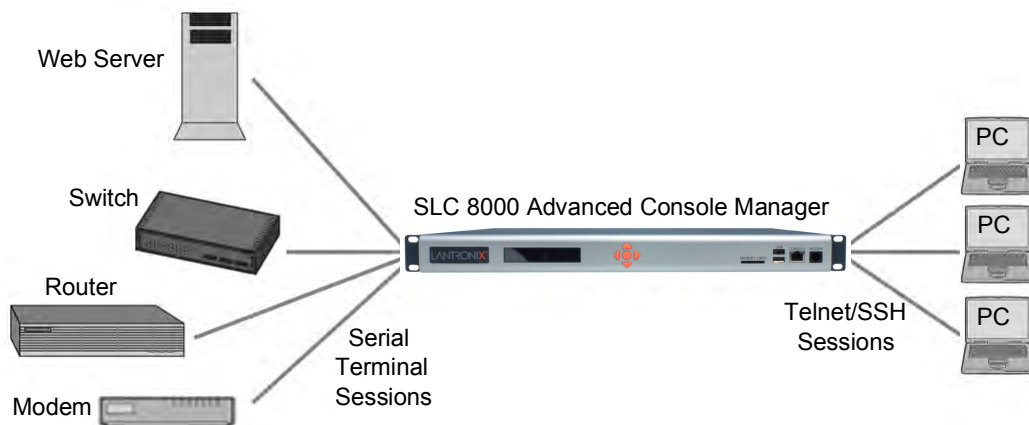 Web Server
Switch
SLC 8000 Advanced Console Manager
LANTRONIX
Router
Modem
Serial
Terminal
Sessions
PC
PC
PC
Telnet/SSH
Sessions